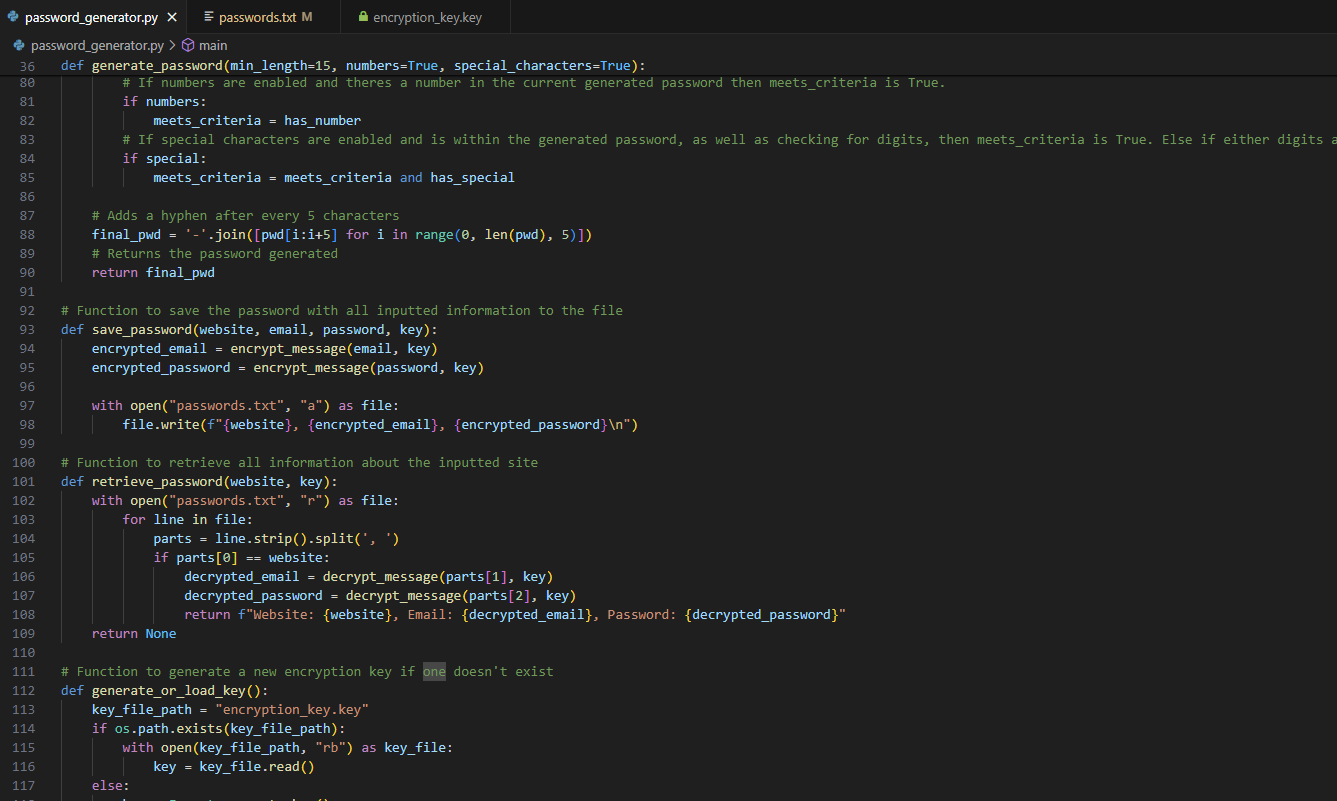 password_generator.py passwords.txt M encryption_key.key
password_generator.py > main
36 def generate_password(min_length=15, numbers=True, special_characters=True):
80 # If numbers are enabled and theres a number in the current generated password then meets_criteria is True.
81 if numbers:
82 meets_criteria = has_number
83 # If special characters are enabled and is within the generated password, as well as checking for digits, then meets_criteria is True. Else if either digits a
84 if special:
85 meets_criteria = meets_criteria and has_special
86
87 # Adds a hyphen after every 5 characters
88 final_pwd = '-'.join([pwd[i:i+5] for i in range(0, len(pwd), 5)])
89 # Returns the password generated
90 return final_pwd
91
92 # Function to save the password with all inputted information to the file
93 def save_password(website, email, password, key):
94 encrypted_email = encrypt_message(email, key)
95 encrypted_password = encrypt_message(password, key)
96
97 with open("passwords.txt", "a") as file:
98 file.write(f"{website}, {encrypted_email}, {encrypted_password}\n")
99
100 # Function to retrieve all information about the inputted site
101 def retrieve_password(website, key):
102 with open("passwords.txt", "r") as file:
103 for line in file:
104 parts = line.strip().split(', ')
105 if parts[0] == website:
106 decrypted_email = decrypt_message(parts[1], key)
107 decrypted_password = decrypt_message(parts[2], key)
108 return f"Website: {website}, Email: {decrypted_email}, Password: {decrypted_password}"
109 return None
110
111 # Function to generate a new encryption key if one doesn't exist
112 def generate_or_load_key():
113 key_file_path = "encryption_key.key"
114 if os.path.exists(key_file_path):
115 with open(key_file_path, "rb") as key_file:
116 key = key_file.read()
117 else: